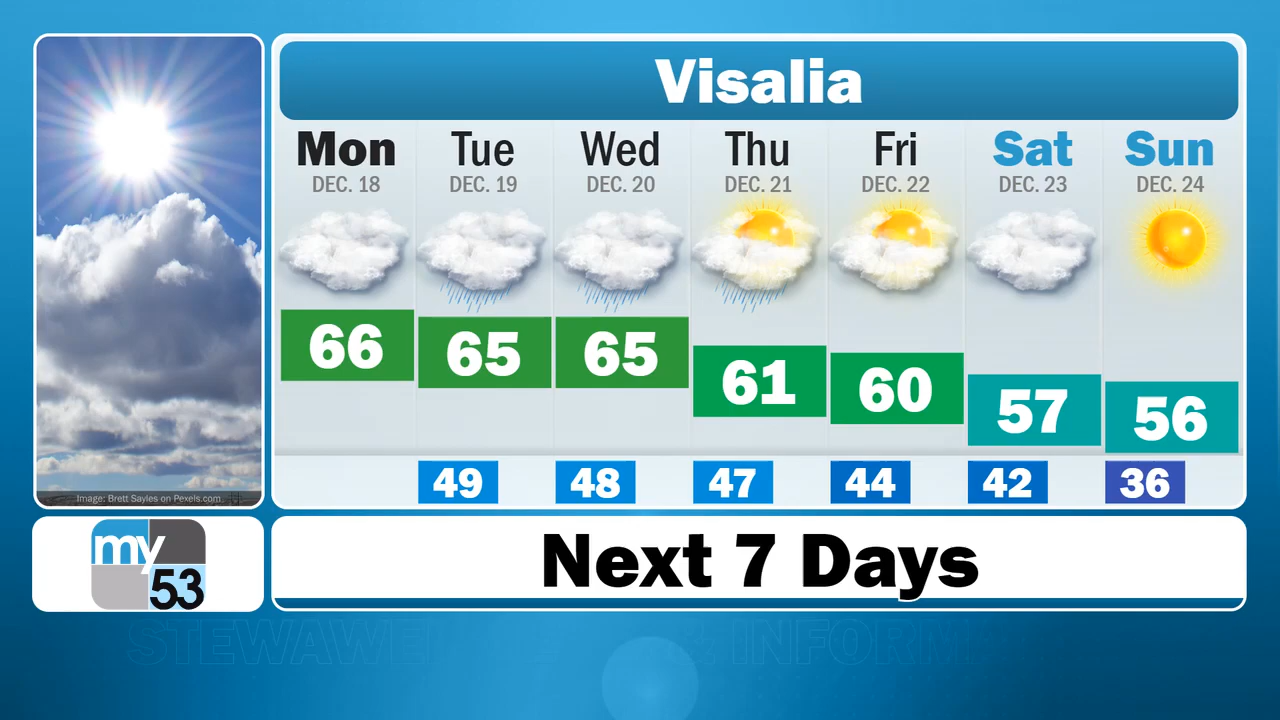 Visalia
Mon Tue Wed Thu Fri Sat Sun
DEC. 18 DEC. 19 DEC. 20 DEC. 21 DEC. 22 DEC. 23 DEC. 24
66 65 65 61 60 57 56
49 48 47 44 42 36
Image: Brett Sayles on Pexels.com
my
53
Next 7 Days